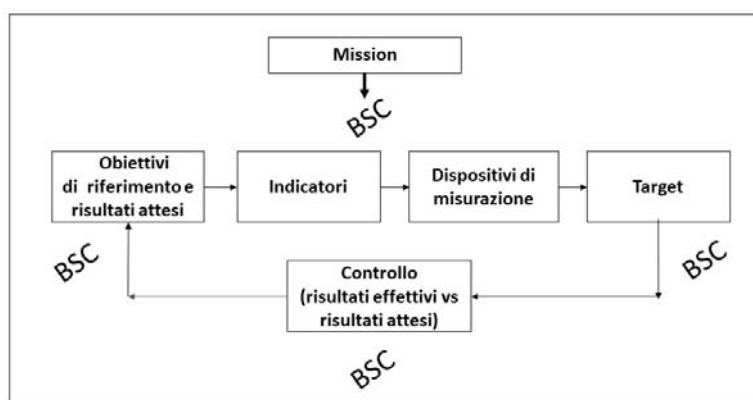 Mission
BSC
Obiettivi
di riferimento e
risultati attesi
Indicatori
Dispositivi di
misurazione
Target
BSC
BSC
Controllo
(risultati effettivi vs
risultati attesi)
BSC